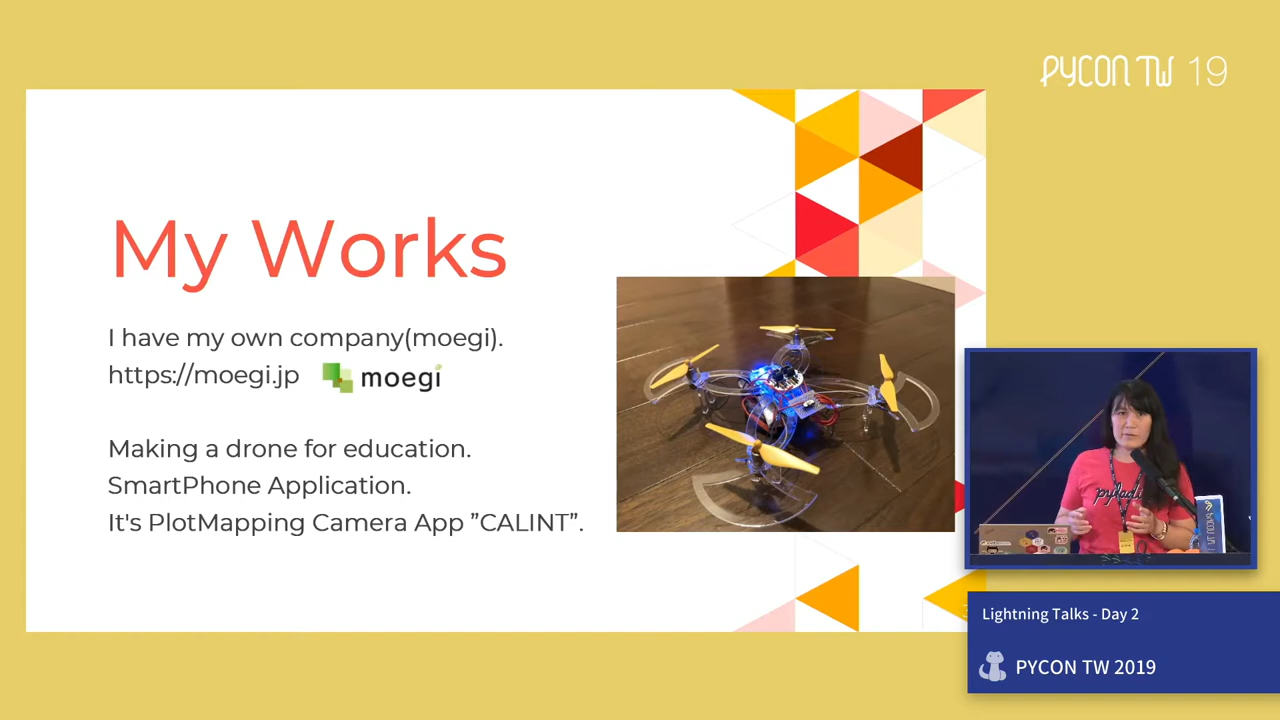 PYCON TW 19
My Works
I have my own company(moegi).
https://moegi.jp
moegi
Making a drone for education.
SmartPhone Application.
It's PlotMapping Camera App ”CALINT”.
Lightning Talks - Day 2
PYCON TW 2019